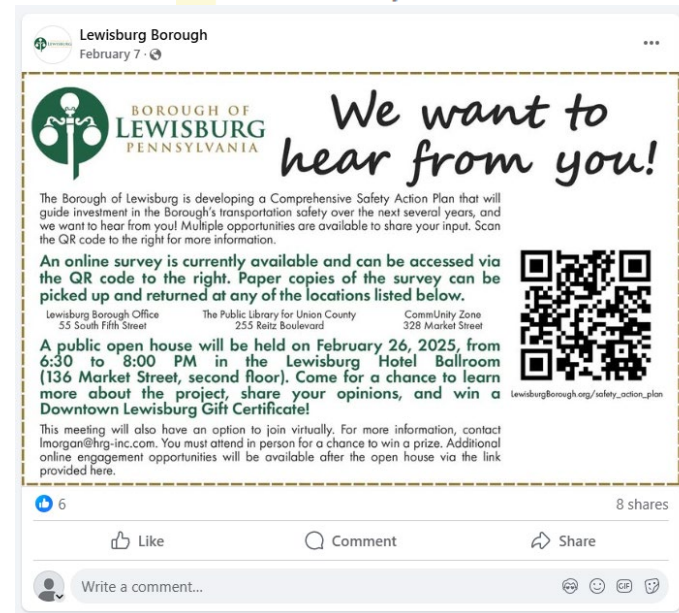 Lewisburg Borough
February 7 ·
BOROUGH OF
LEWISBURG
PENNSYLVANIA
We want to
hear from you!
The Borough of Lewisburg is developing a Comprehensive Safety Action Plan that will
guide investment in the Borough's transportation safety over the next several years, and
we want to hear from you! Multiple opportunities are available to share your input. Scan
the QR code to the right for more information.
An online survey is currently available and can be accessed via
the QR code to the right. Paper copies of the survey can be
picked up and returned at any of the locations listed below.
Lewisburg Borough Office The Public Library for Union County CommUnity Zone
55 South Fifth Street 255 Reitz Boulevard 328 Market Street
A public open house will be held on February 26, 2025, from
6:30 to 8:00 PM in the Lewisburg Hotel Ballroom
(136 Market Street, second floor). Come for a chance to learn
more about the project, share your opinions, and win a
Downtown Lewisburg Gift Certificate!
LewisburgBorough.org/safety_action_plan
This meeting will also have an option to join virtually. For more information, contact
lmorgan@hrg-inc.com. You must attend in person for a chance to win a prize. Additional
online engagement opportunities will be available after the open house via the link
provided here.
6
8 shares
Like Comment Share
Write a comment...
GIF